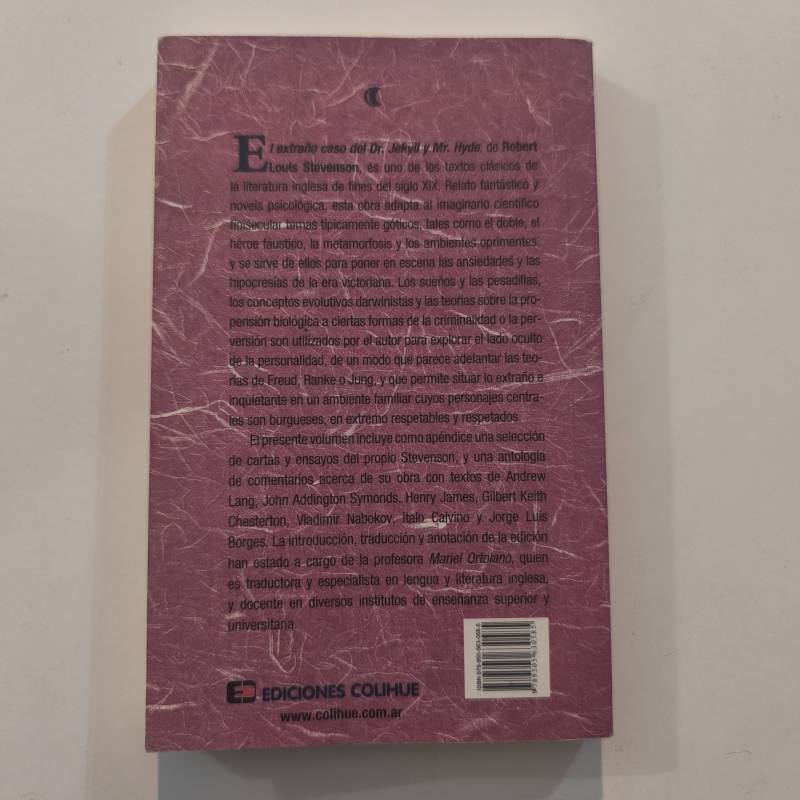 El extraño caso del Dr. Jekyll y Mr. Hyde, de Robert
Louis Stevenson, es uno de los textos clásicos de
la literatura inglesa de fines del siglo XIX. Relato fantástico y
novela psicológica, esta obra adapta al imaginario científico
finisecular temas típicamente góticos, tales como el doble, el
héroe fáustico, la metamorfosis y los ambientes oprimentes,
y se sirve de ellos para poner en escena las ansiedades y las
hipocresías de la era victoriana. Los sueños y las pesadillas,
los conceptos evolutivos darwinistas y las teorías sobre la pro-
pensión biológica a ciertas formas de la criminalidad o la per-
versión son utilizados por el autor para explorar el lado oculto
de la personalidad, de un modo que parece adelantar las teo-
rías de Freud, Ranke o Jung, y que permite situar lo extraño e
inquietante en un ambiente familiar cuyos personajes centra-
les son burgueses, en extremo respetables y respetados.
El presente volumen incluye como apéndice una selección
de cartas y ensayos del propio Stevenson, y una antología
de comentarios acerca de su obra con textos de Andrew
Lang, John Addington Symonds, Henry James, Gilbert Keith
Chesterton, Vladimir Nabokov, Italo Calvino y Jorge Luis
Borges. La introducción, traducción y anotación de la edición
han estado a cargo de la profesora Mariel Ortolano, quien
es traductora y especialista en lengua y literatura inglesa,
y docente en diversos institutos de enseñanza superior y
universitaria.
EDICIONES COLIHUE
www.colihue.com.ar